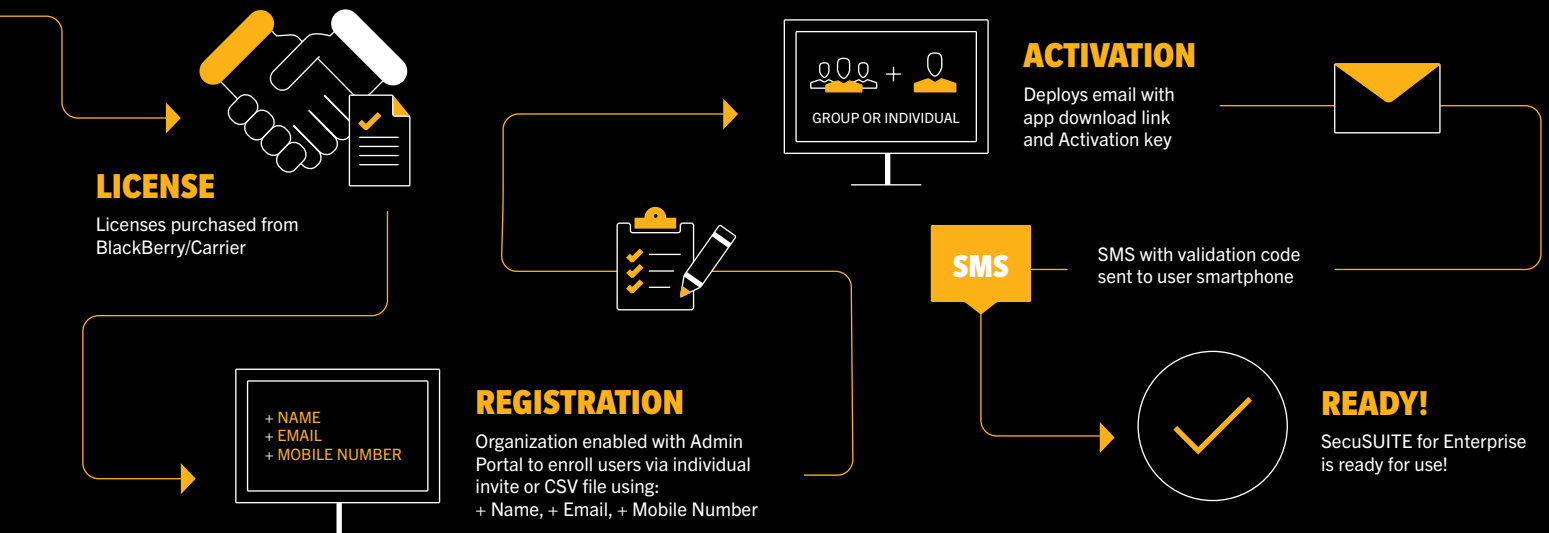 LICENSE
Licenses purchased from
BlackBerry/Carrier
+ NAME
+ EMAIL
+ MOBILE NUMBER
REGISTRATION
Organization enabled with Admin
Portal to enroll users via individual
invite or CSV file using:
+ Name, + Email, + Mobile Number
GROUP OR INDIVIDUAL
ACTIVATION
Deploys email with
app download link
and Activation key
SMS
SMS with validation code
sent to user smartphone
READY!
SecuSUITE for Enterprise
is ready for use!